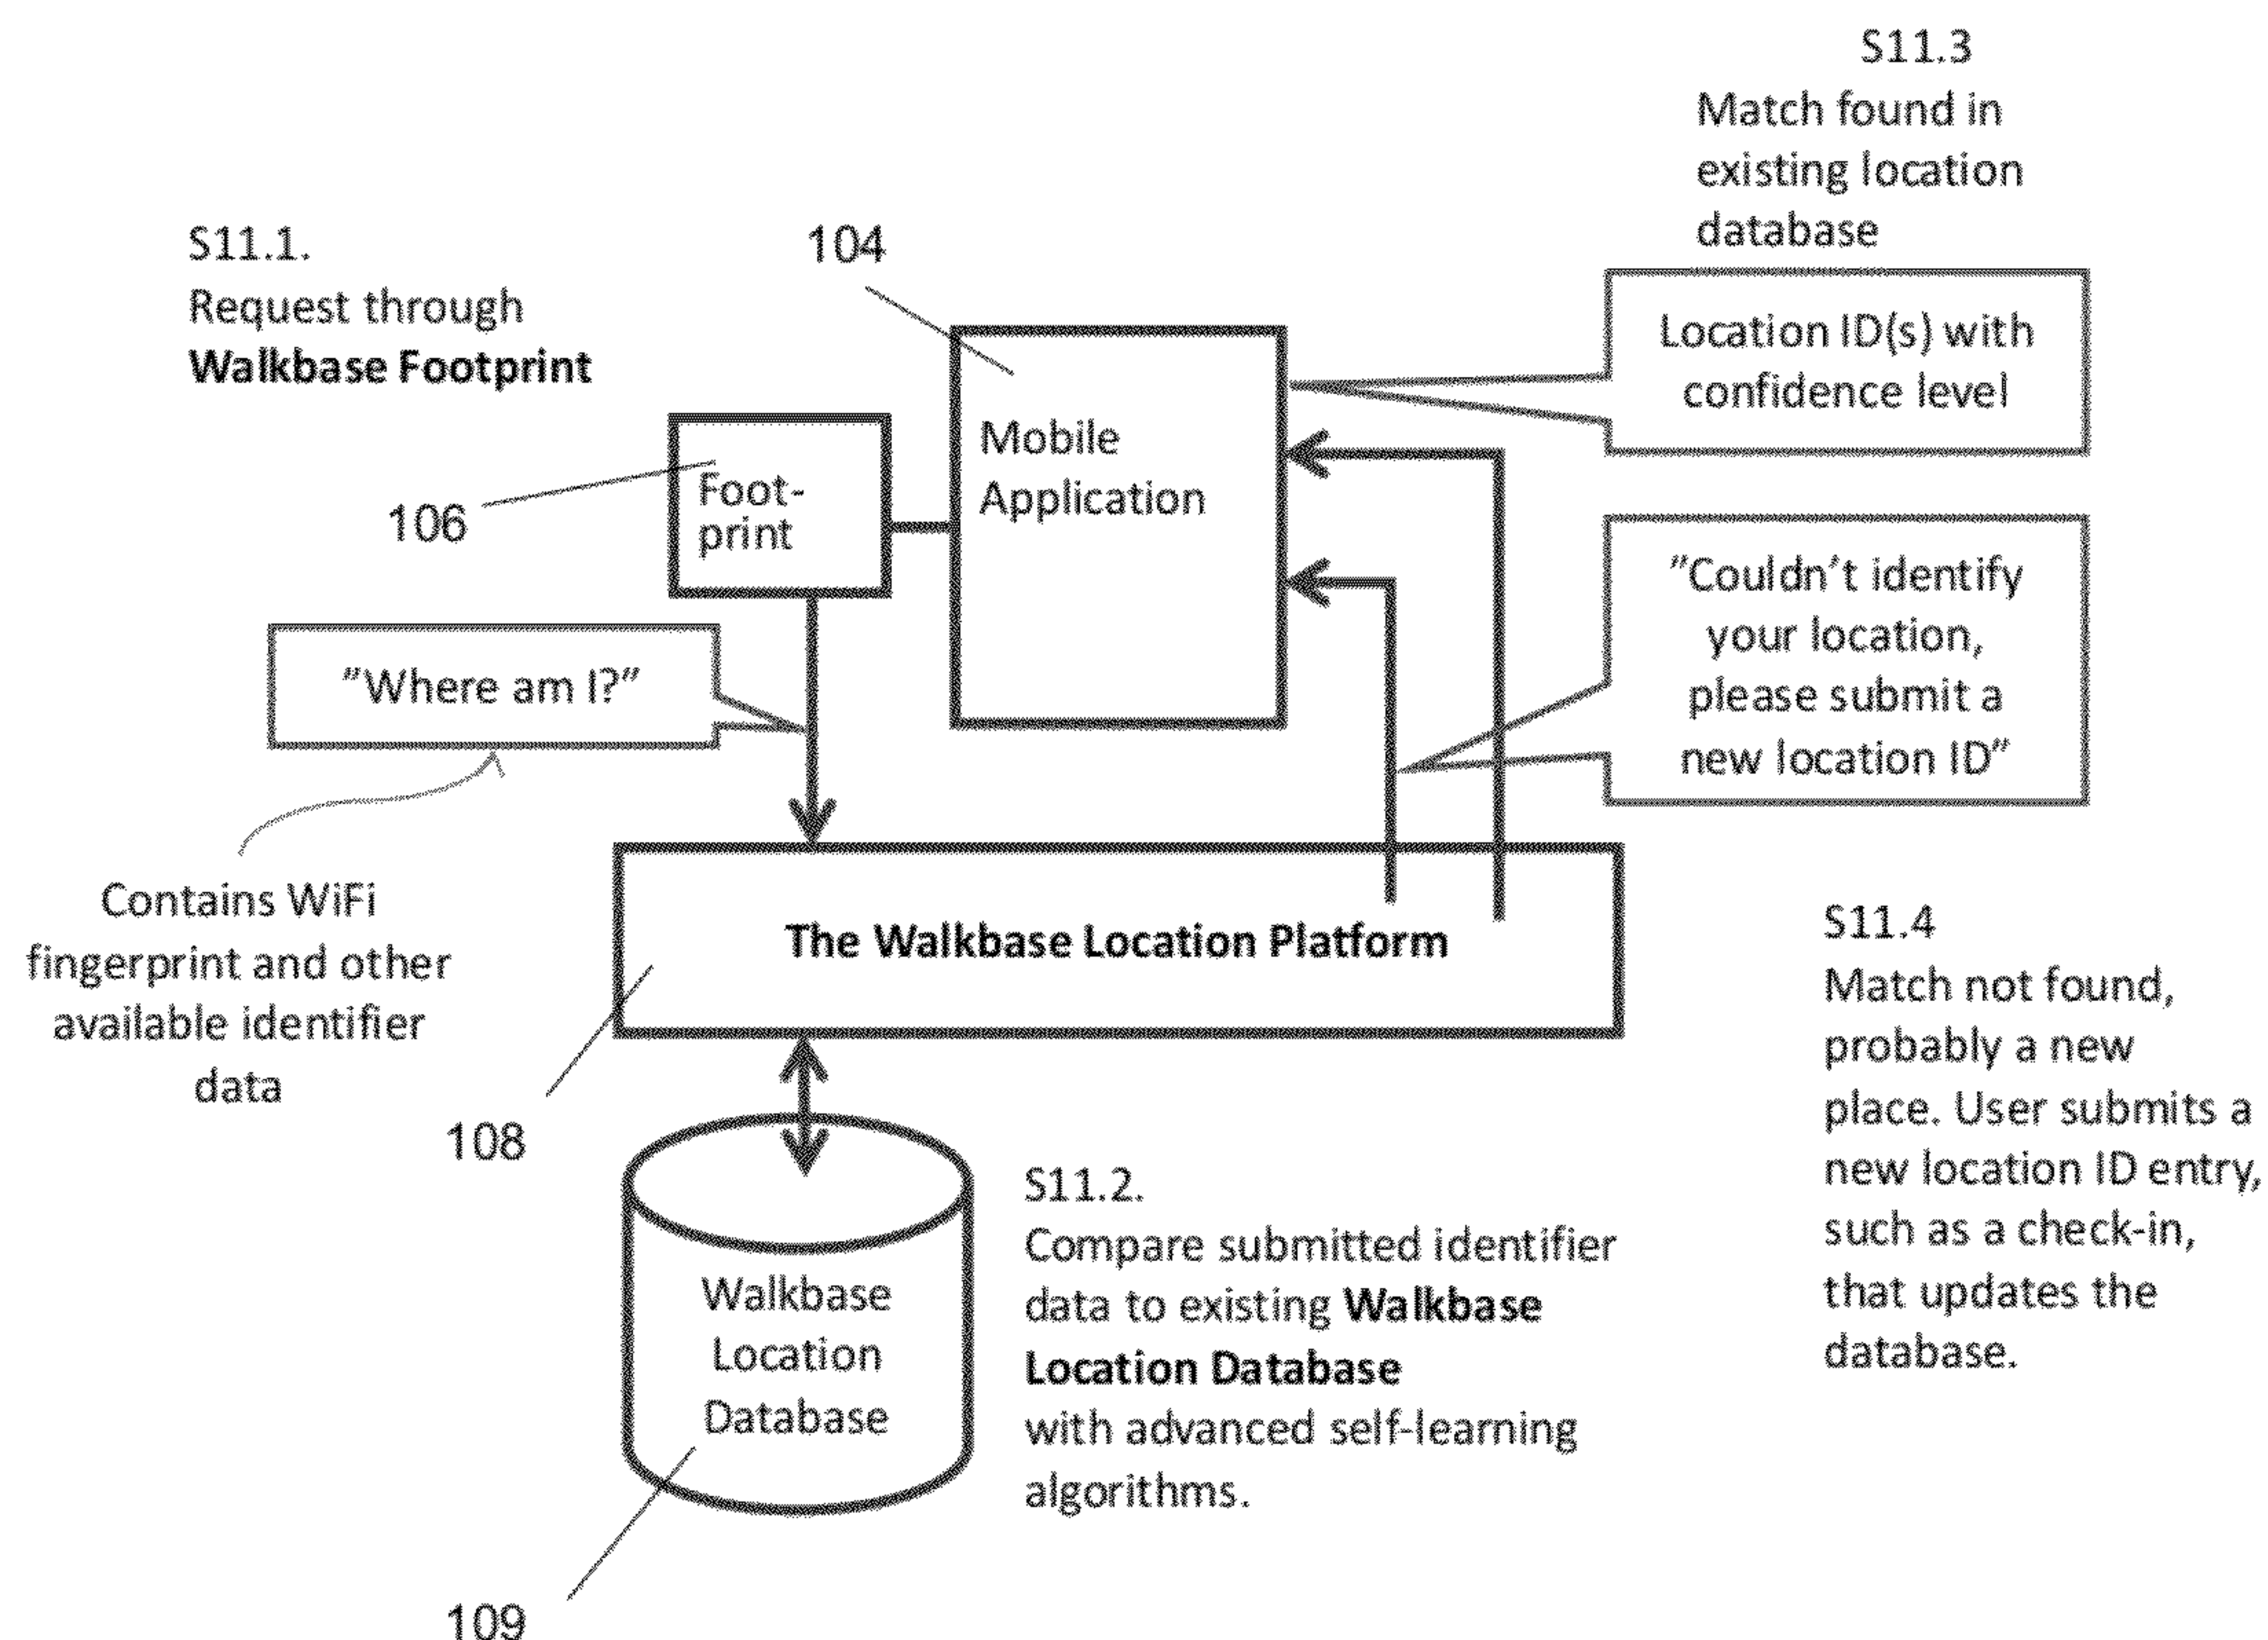 S11.3
Match found in
existing location
database
S11.1.
Request through
Walkbase Footprint
104
Location ID(s) with
confidence level
Mobile
Application
106
Foot-
print
"Couldn't identify
your location,
please submit a
new location ID"
"Where am I?"
Contains WiFi
fingerprint and other
available identifier
data
The Walkbase Location Platform
108
S11.4
Match not found,
probably a new
place. User submits a
new location ID entry,
such as a check-in,
that updates the
database.
Walkbase
Location
Database
S11.2.
Compare submitted identifier
data to existing Walkbase
Location Database
with advanced self-learning
algorithms.
109